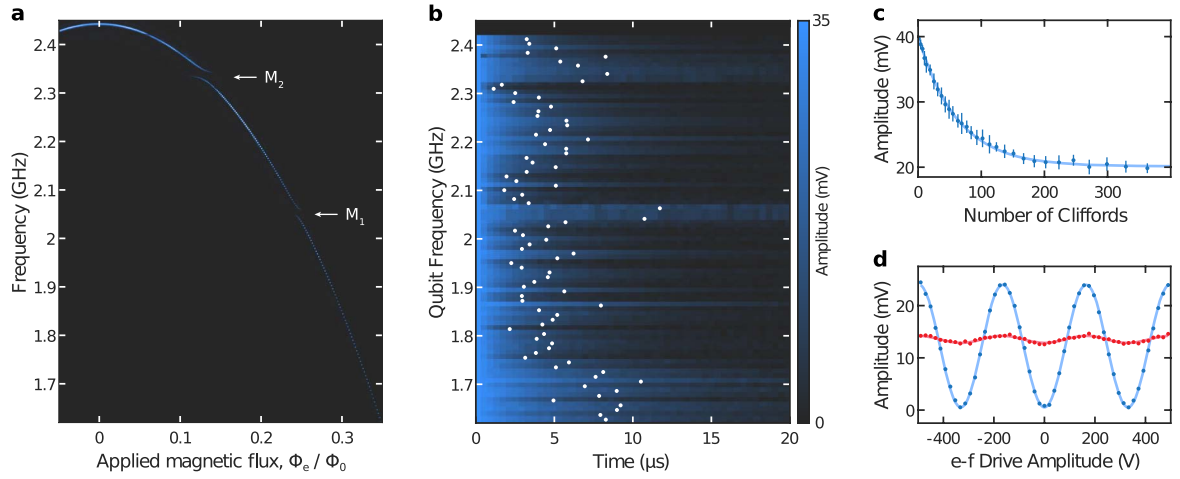 a
2.4
2.3
2.2
2.1
2
1.9
1.8
1.7
Frequency (GHz)
M2
M1
0
0.1
0.2
0.3
Applied magnetic flux, Φe / Φ0
b
2.4
2.3
2.2
2.1
2
1.9
1.8
1.7
Qubit Frequency (GHz)
0
5
10
15
20
Time (μs)
35
0
Amplitude (mV)
c
40
30
20
Amplitude (mV)
0
100
200
300
Number of Cliffords
d
20
10
0
Amplitude (mV)
-400
-200
0
200
400
e-f Drive Amplitude (V)